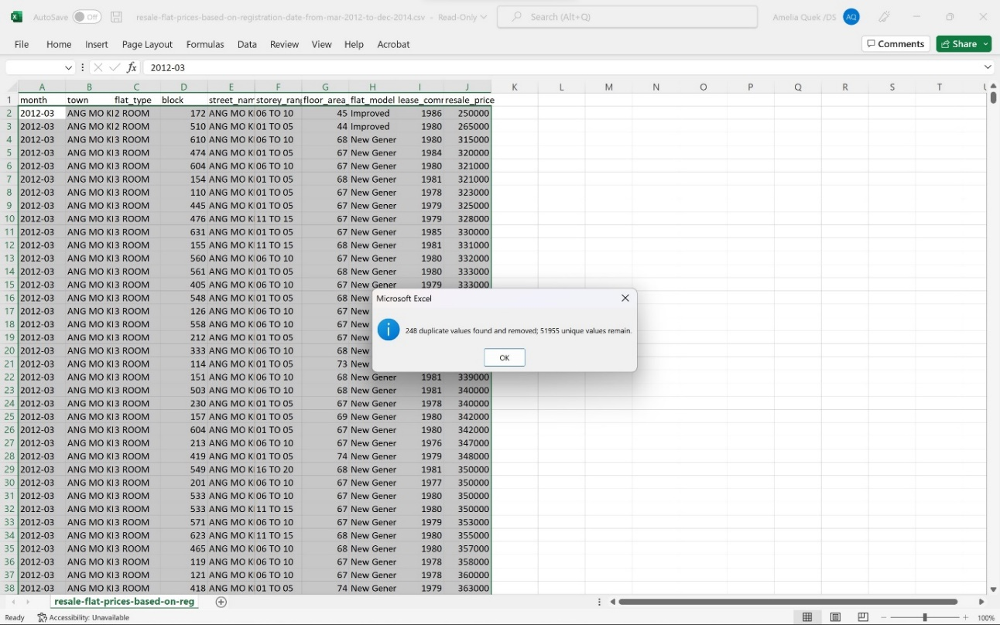 AutoSave Off resale-flat-prices-based-on-registration-date-from-mar-2012-to-dec-2014.csv - Read-Only Search (Alt+Q) Amelia Quek /DS AQ
File Home Insert Page Layout Formulas Data Review View Help Acrobat Comments Share
fx 2012-03
A B C D E F G H I J K L M N O P Q R S T U
1 month town flat_type block street_nam storey_ran floor_area_ flat_model lease_comm resale_price
2 2012-03 ANG MO KI 2 ROOM 172 ANG MO K 06 TO 10 45 Improved 1986 250000
3 2012-03 ANG MO KI 2 ROOM 510 ANG MO K 01 TO 05 44 Improved 1980 265000
4 2012-03 ANG MO KI 3 ROOM 610 ANG MO K 06 TO 10 68 New Gener 1980 315000
5 2012-03 ANG MO KI 3 ROOM 474 ANG MO K 01 TO 05 67 New Gener 1984 320000
6 2012-03 ANG MO KI 3 ROOM 604 ANG MO K 06 TO 10 67 New Gener 1980 321000
7 2012-03 ANG MO KI 3 ROOM 154 ANG MO K 01 TO 05 68 New Gener 1981 321000
8 2012-03 ANG MO KI 3 ROOM 110 ANG MO K 01 TO 05 67 New Gener 1978 323000
9 2012-03 ANG MO KI 3 ROOM 445 ANG MO K 01 TO 05 67 New Gener 1979 325000
10 2012-03 ANG MO KI 3 ROOM 476 ANG MO K 11 TO 15 67 New Gener 1979 328000
11 2012-03 ANG MO KI 3 ROOM 631 ANG MO K 01 TO 05 67 New Gener 1985 330000
12 2012-03 ANG MO KI 3 ROOM 155 ANG MO K 11 TO 15 68 New Gener 1981 331000
13 2012-03 ANG MO KI 3 ROOM 560 ANG MO K 06 TO 10 67 New Gener 1980 332000
14 2012-03 ANG MO KI 3 ROOM 561 ANG MO K 01 TO 05 68 New Gener 1980 333000
15 2012-03 ANG MO KI 3 ROOM 405 ANG MO K 06 TO 10 67 New Gener 1979 333000
16 2012-03 ANG MO KI 3 ROOM 548 ANG MO K 01 TO 05 68 New
17 2012-03 ANG MO KI 3 ROOM 126 ANG MO K 06 TO 10 67 New
18 2012-03 ANG MO KI 3 ROOM 558 ANG MO K 06 TO 10 67 New
19 2012-03 ANG MO KI 3 ROOM 212 ANG MO K 01 TO 05 67 New
20 2012-03 ANG MO KI 3 ROOM 333 ANG MO K 06 TO 10 68 New
21 2012-03 ANG MO KI 3 ROOM 114 ANG MO K 01 TO 05 73 New
Microsoft Excel
248 duplicate values found and removed; 51955 unique values remain.
OK
22 2012-03 ANG MO KI 3 ROOM 151 ANG MO K 06 TO 10 68 New Gener 1981 339000
23 2012-03 ANG MO KI 3 ROOM 503 ANG MO K 06 TO 10 68 New Gener 1981 340000
24 2012-03 ANG MO KI 3 ROOM 230 ANG MO K 01 TO 05 67 New Gener 1978 340000
25 2012-03 ANG MO KI 3 ROOM 157 ANG MO K 01 TO 05 69 New Gener 1980 342000
26 2012-03 ANG MO KI 3 ROOM 604 ANG MO K 01 TO 05 67 New Gener 1980 342000
27 2012-03 ANG MO KI 3 ROOM 213 ANG MO K 06 TO 10 67 New Gener 1976 347000
28 2012-03 ANG MO KI 3 ROOM 419 ANG MO K 01 TO 05 74 New Gener 1979 348000
29 2012-03 ANG MO KI 3 ROOM 549 ANG MO K 16 TO 20 68 New Gener 1981 350000
30 2012-03 ANG MO KI 3 ROOM 201 ANG MO K 06 TO 10 67 New Gener 1977 350000
31 2012-03 ANG MO KI 3 ROOM 533 ANG MO K 06 TO 10 67 New Gener 1980 350000
32 2012-03 ANG MO KI 3 ROOM 533 ANG MO K 11 TO 15 67 New Gener 1980 350000
33 2012-03 ANG MO KI 3 ROOM 571 ANG MO K 06 TO 10 67 New Gener 1979 353000
34 2012-03 ANG MO KI 3 ROOM 623 ANG MO K 11 TO 15 68 New Gener 1980 355000
35 2012-03 ANG MO KI 3 ROOM 465 ANG MO K 06 TO 10 68 New Gener 1980 357000
36 2012-03 ANG MO KI 3 ROOM 119 ANG MO K 06 TO 10 67 New Gener 1978 358000
37 2012-03 ANG MO KI 3 ROOM 121 ANG MO K 06 TO 10 67 New Gener 1978 360000
38 2012-03 ANG MO KI 3 ROOM 418 ANG MO K 01 TO 05 74 New Gener 1979 363000
resale-flat-prices-based-on-reg
Ready Accessibility: Unavailable 100%